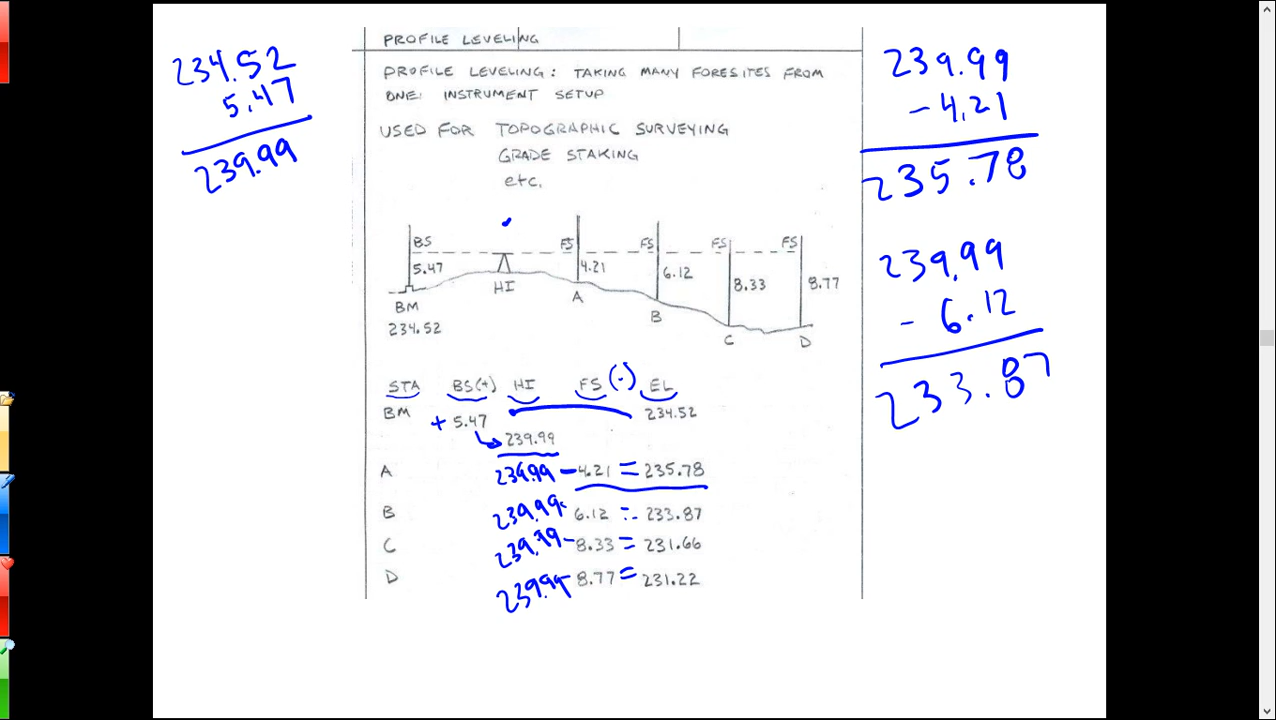 PROFILE LEVELING
PROFILE LEVELING: TAKING MANY FORESITES FROM
ONE INSTRUMENT SETUP
USED FOR TOPOGRAPHIC SURVEYING
GRADE STAKING
etc.
234.52
5.47
239.99
239.99
-4.21
235.78
239.99
- 6.12
233.87
BS FS FS FS FS
5.47 4.21 6.12 8.33 8.77
BM HI A B C D
234.52
STA BS(+) HI FS (-) EL
BM + 5.47 234.52
239.99
A 239.99 - 4.21 = 235.78
B 239.99 - 6.12 = 233.87
C 239.99 - 8.33 = 231.66
D 239.99 - 8.77 = 231.22